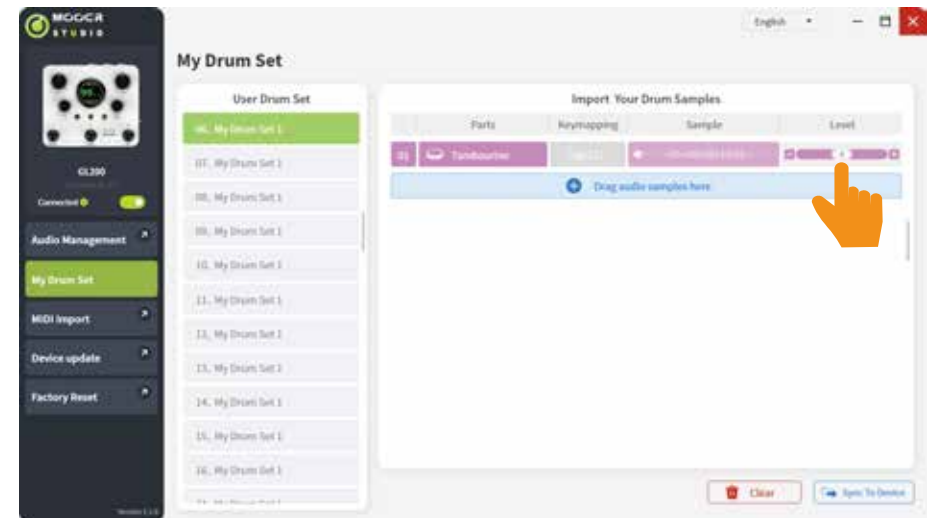 MOOER
STUDIO
English
My Drum Set
User Drum Set
Import Your Drum Samples
Parts Keymapping Sample Level
06. My Drum Set 1
01 Tambourine
GL200
07. My Drum Set 1
Drag audio samples here
08. My Drum Set 1
Connected
09. My Drum Set 1
Audio Management
10. My Drum Set 1
My Drum Set
11. My Drum Set 1
MIDI Import
12. My Drum Set 1
Device update
13. My Drum Set 1
Factory Reset
14. My Drum Set 1
15. My Drum Set 1
16. My Drum Set 1
Clear
Sync To Device